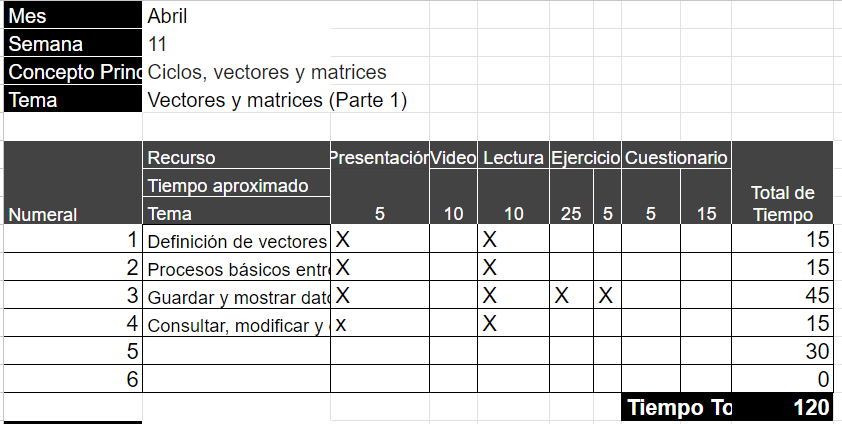 Mes Abril
Semana 11
Concepto Princ Ciclos, vectores y matrices
Tema Vectores y matrices (Parte 1)
Recurso Presentación Video Lectura Ejercicio Cuestionario
Tiempo aproximado
Numeral Tema 5 10 10 25 5 5 15 Total de Tiempo
1 Definición de vectores X X 15
2 Procesos básicos entre X X 15
3 Guardar y mostrar dato X X X X 45
4 Consultar, modificar y x X 15
5 30
6 0
Tiempo To 120